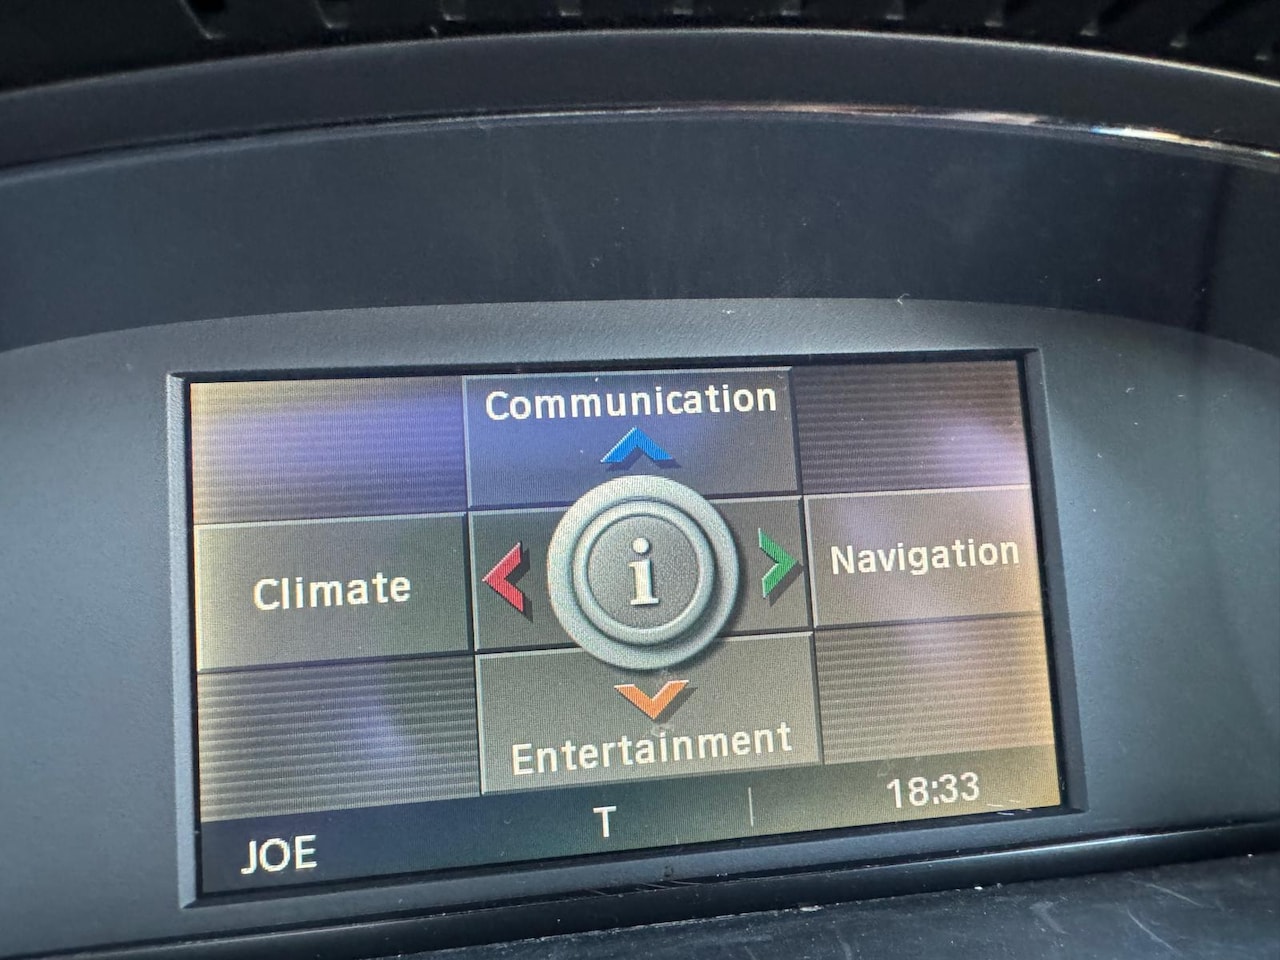 Communication
Climate
i
Navigation
Entertainment
JOE
T
18:33